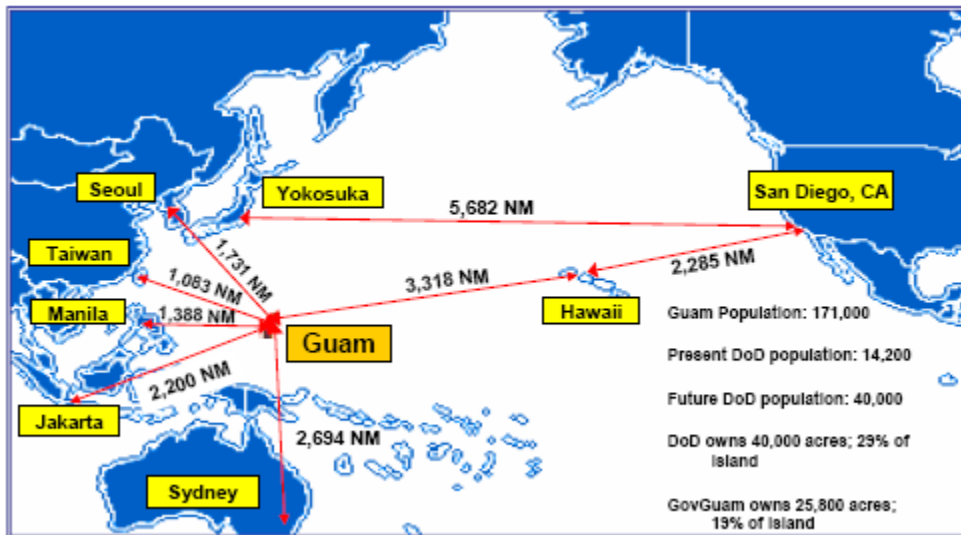 Seoul
Yokosuka
San Diego, CA
5,682 NM
Taiwan
1,731 NM
1,083 NM
3,318 NM
2,285 NM
Manila
1,388 NM
Hawaii
Guam
Guam Population: 171,000
Present DoD population: 14,200
2,200 NM
Future DoD population: 40,000
Jakarta
2,694 NM
DoD owns 40,000 acres; 29% of
Island
Sydney
GovGuam owns 25,800 acres;
19% of Island